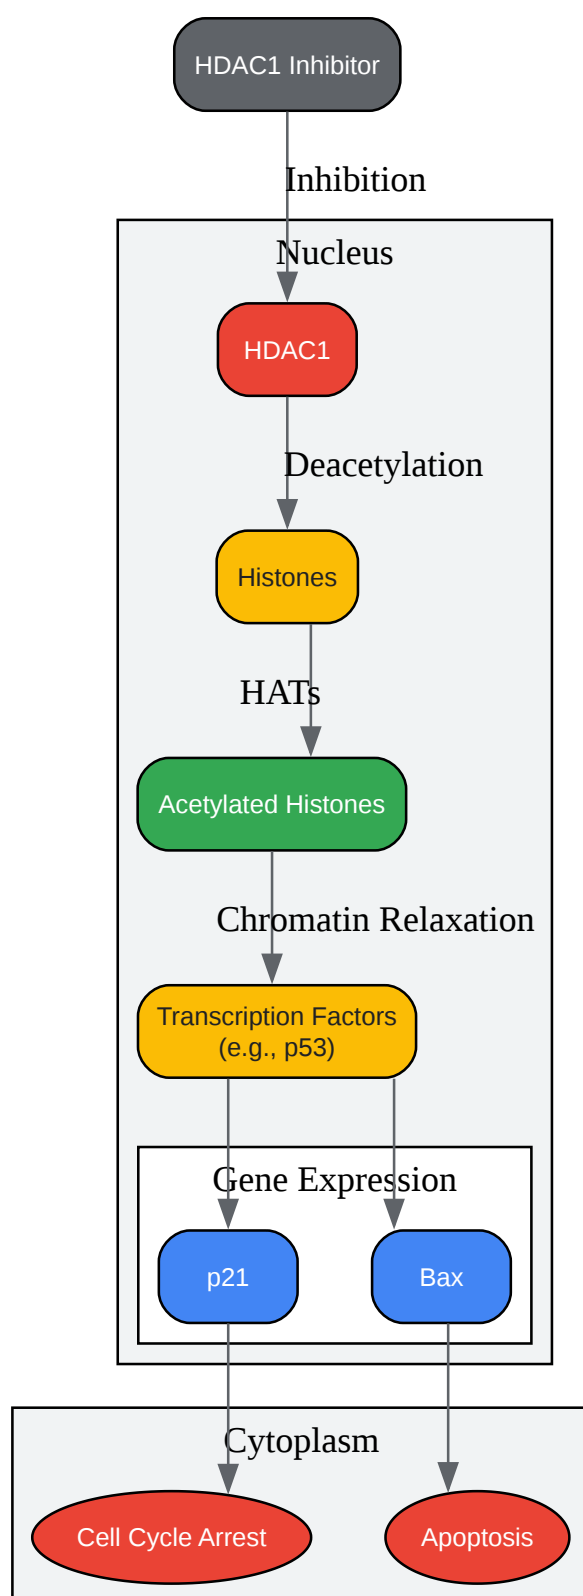 HDAC1 Inhibitor
Inhibition
Nucleus
HDAC1
Deacetylation
Histones
HATs
Acetylated Histones
Chromatin Relaxation
Transcription Factors
(e.g., p53)
Gene Expression
p21
Bax
Cytoplasm
Cell Cycle Arrest
Apoptosis